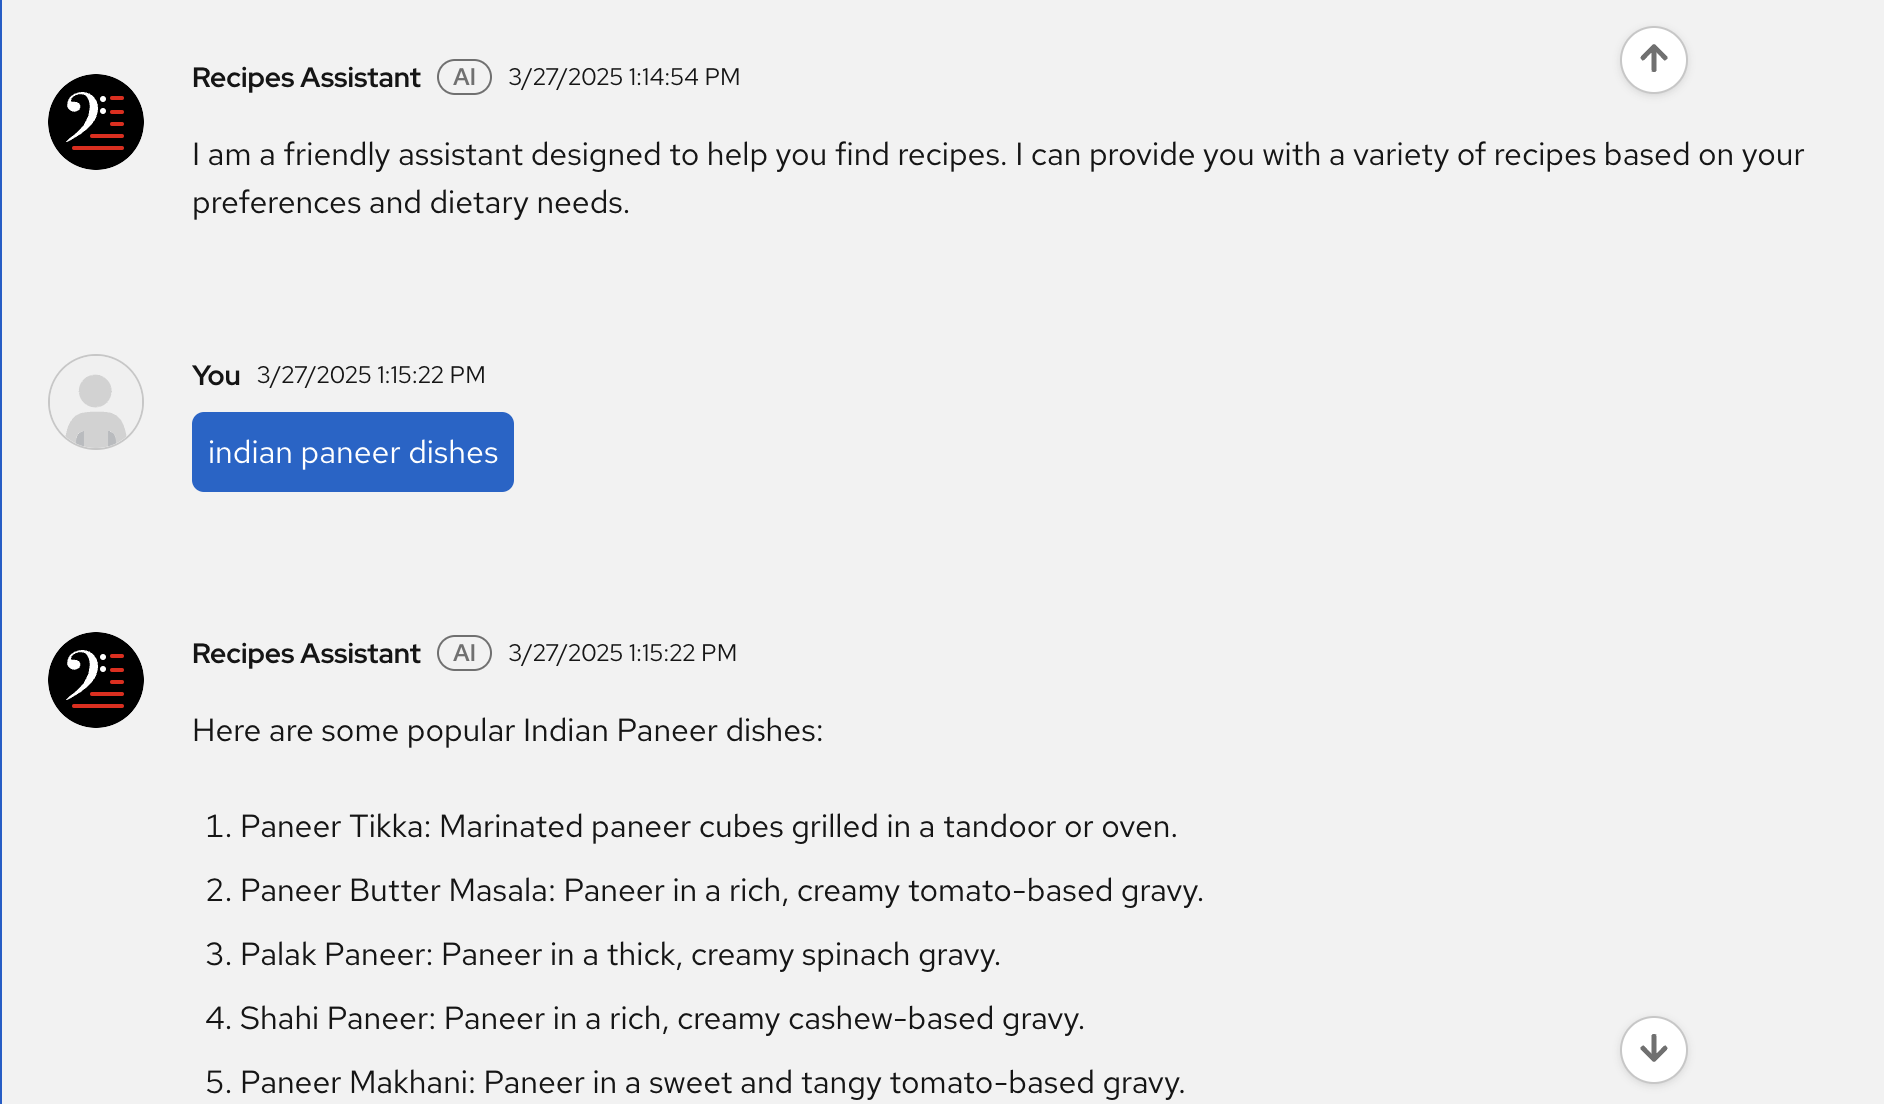 Recipes Assistant AI 3/27/2025 1:14:54 PM
I am a friendly assistant designed to help you find recipes. I can provide you with a variety of recipes based on your
preferences and dietary needs.
You 3/27/2025 1:15:22 PM
indian paneer dishes
Recipes Assistant AI 3/27/2025 1:15:22 PM
Here are some popular Indian Paneer dishes:
1. Paneer Tikka: Marinated paneer cubes grilled in a tandoor or oven.
2. Paneer Butter Masala: Paneer in a rich, creamy tomato-based gravy.
3. Palak Paneer: Paneer in a thick, creamy spinach gravy.
4. Shahi Paneer: Paneer in a rich, creamy cashew-based gravy.
5. Paneer Makhani: Paneer in a sweet and tangy tomato-based gravy.